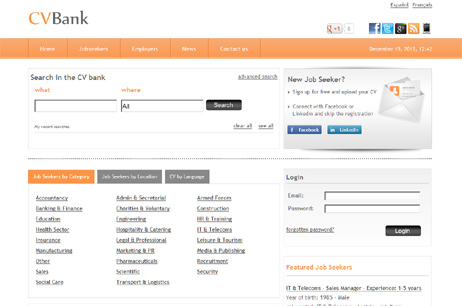 Español Français
CVBank
+1 0
Home Jobseekers Employers News Contact us December 19, 2013, 12:42
Search in the CV bank advanced search
what where
All Search
My recent searches: clear all see all
New Job Seeker?
Sign up for free and upload your CV
Connect with Facebook or
LinkedIn and skip the registration
Facebook LinkedIn
Job Seekers by Category Job Seekers by Location CV by Language
Accountancy Admin & Secretarial Armed Forces
Banking & Finance Charities & Voluntary Construction
Education Engineering HR & Training
Health Sector Hospitality & Catering IT & Telecoms
Insurance Legal & Professional Leisure & Tourism
Manufacturing Marketing & PR Media & Publishing
Other Pharmaceuticals Recruitment
Sales Scientific Security
Social Care Transport & Logistics
Login
Email:
Password:
forgotten password? Login
Featured Job Seekers
IT & Telecoms - Sales Manager - Experience: 1-5 years
Year of birth: 1985 - Male